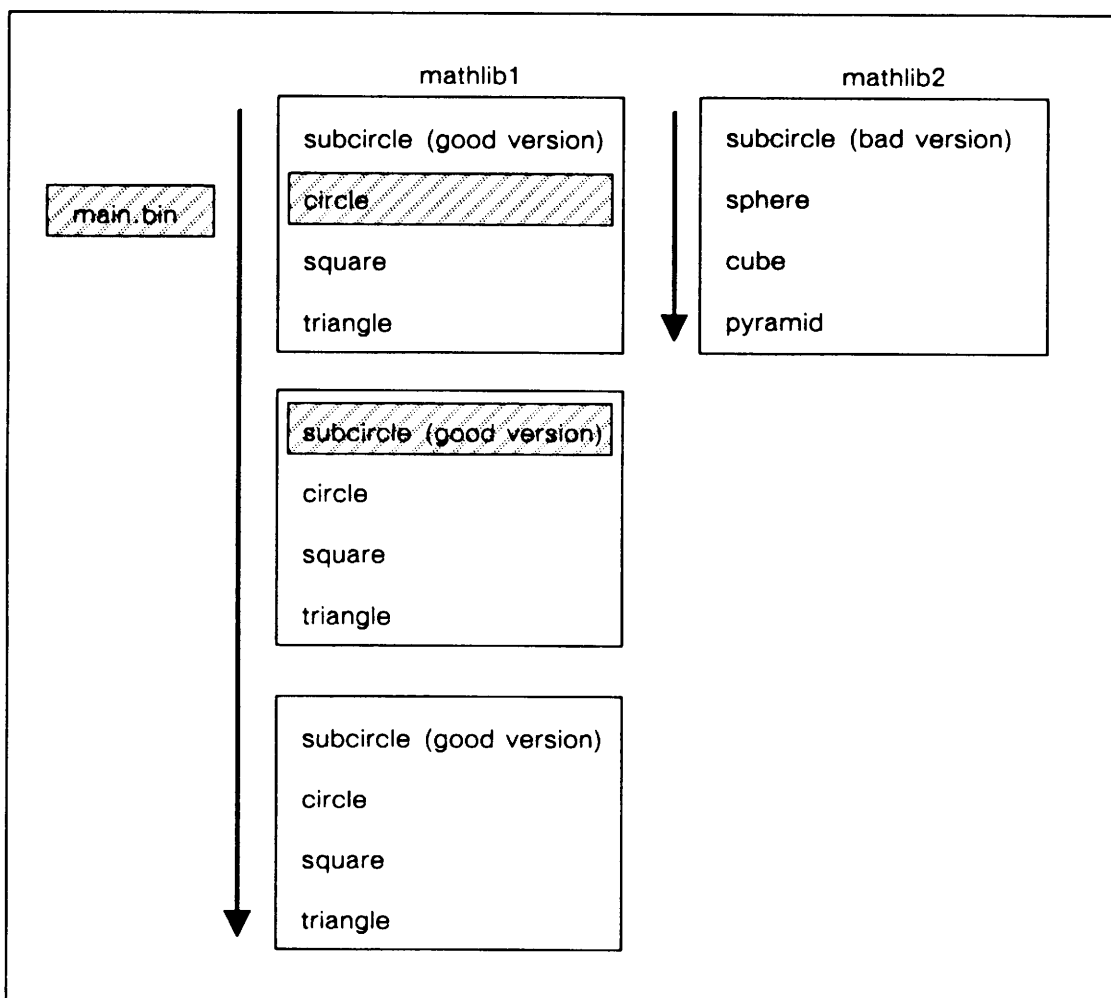 mathlib1
mathlib2
main.bin
subcircle (good version)
circle
square
triangle
subcircle (bad version)
sphere
cube
pyramid
subcircle (good version)
circle
square
triangle
subcircle (good version)
circle
square
triangle